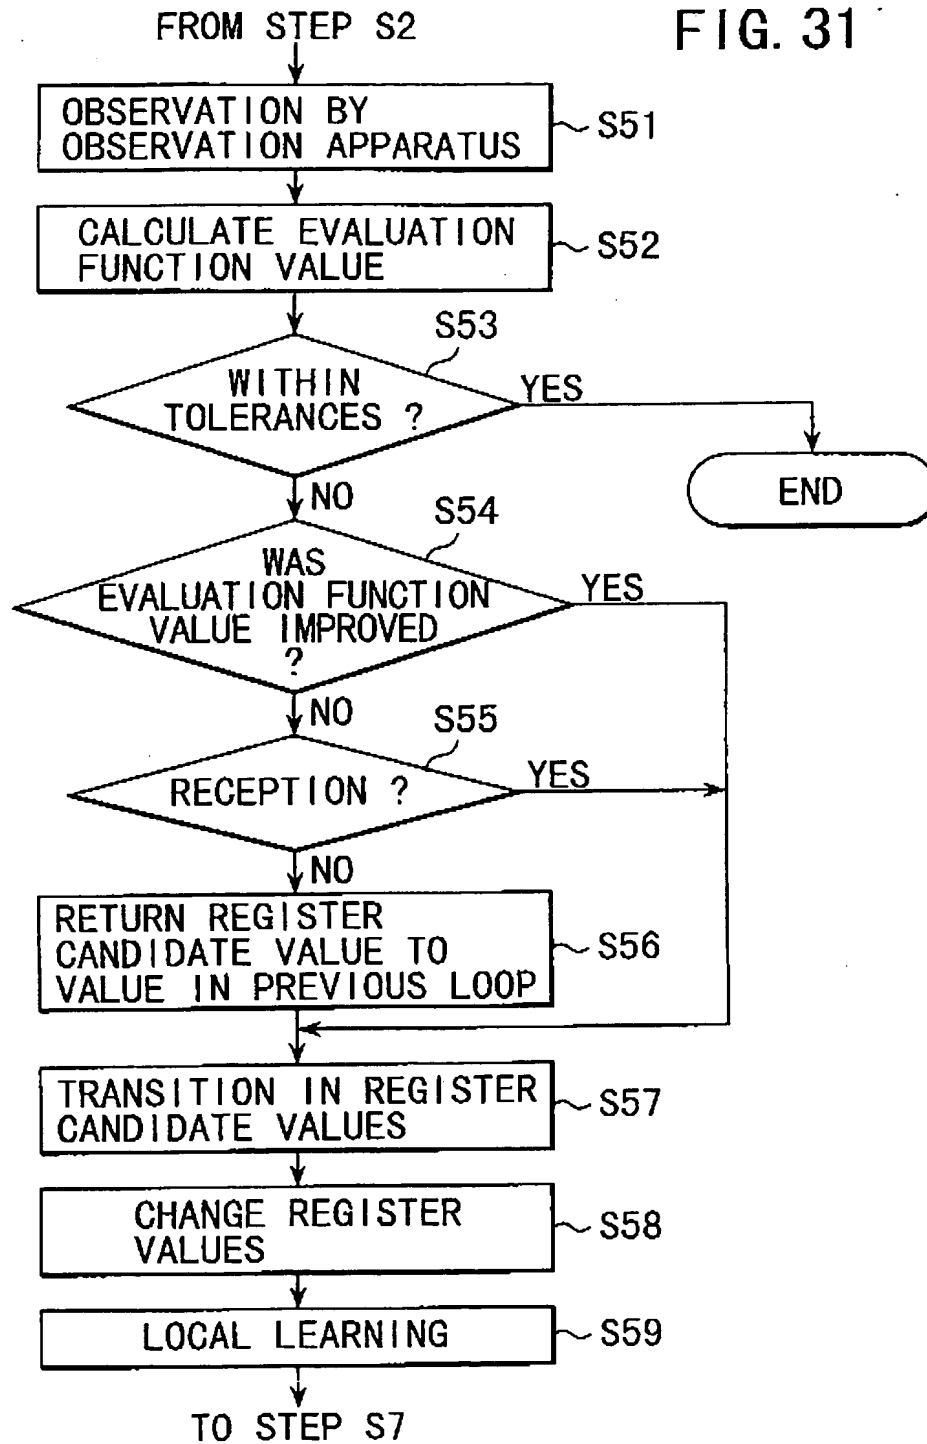 FROM STEP S2
FIG. 31
OBSERVATION BY
OBSERVATION APPARATUS
S51
CALCULATE EVALUATION
FUNCTION VALUE
S52
S53
WITHIN
TOLERANCES ?
YES
END
NO
S54
WAS
EVALUATION FUNCTION
VALUE IMPROVED
?
YES
NO
S55
RECEPTION ?
YES
NO
RETURN REGISTER
CANDIDATE VALUE TO
VALUE IN PREVIOUS LOOP
S56
TRANSITION IN REGISTER
CANDIDATE VALUES
S57
CHANGE REGISTER
VALUES
S58
LOCAL LEARNING
S59
TO STEP S7